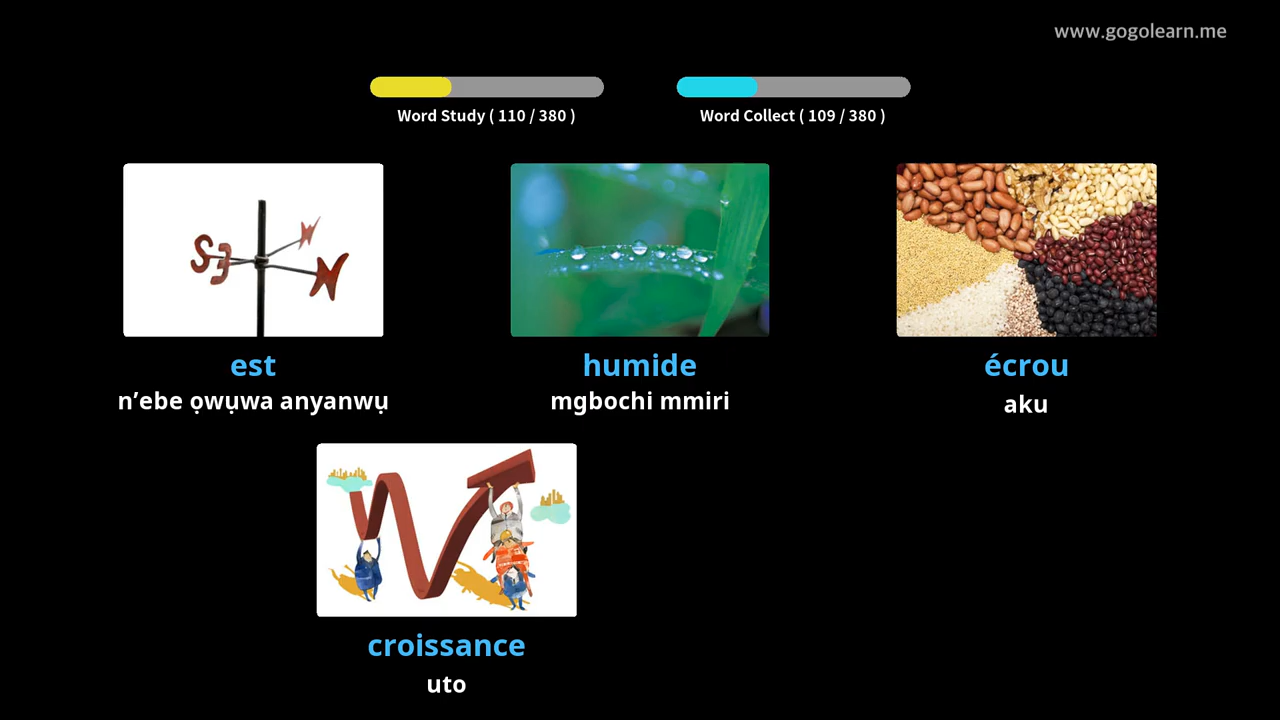 www.gogolearn.me
Word Study ( 110 / 380 )
Word Collect ( 109 / 380 )
est
n’ebe ọwụwa anyanwụ
humide
mgbochi mmiri
écrou
aku
croissance
uto